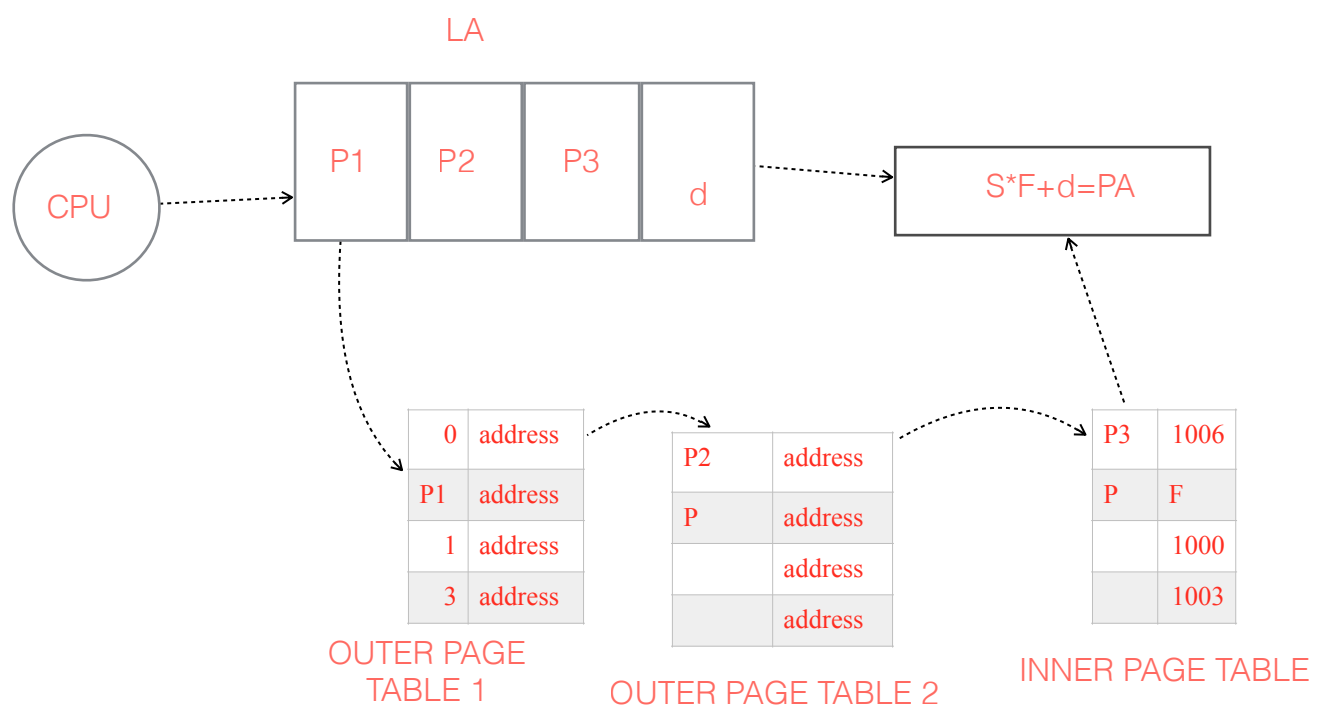 LA
CPU
P1 P2 P3 d
S*F+d=PA
0 address
P1 address
1 address
3 address
OUTER PAGE
TABLE 1
P2 address
P address
address
address
OUTER PAGE TABLE 2
P3 1006
P F
1000
1003
INNER PAGE TABLE